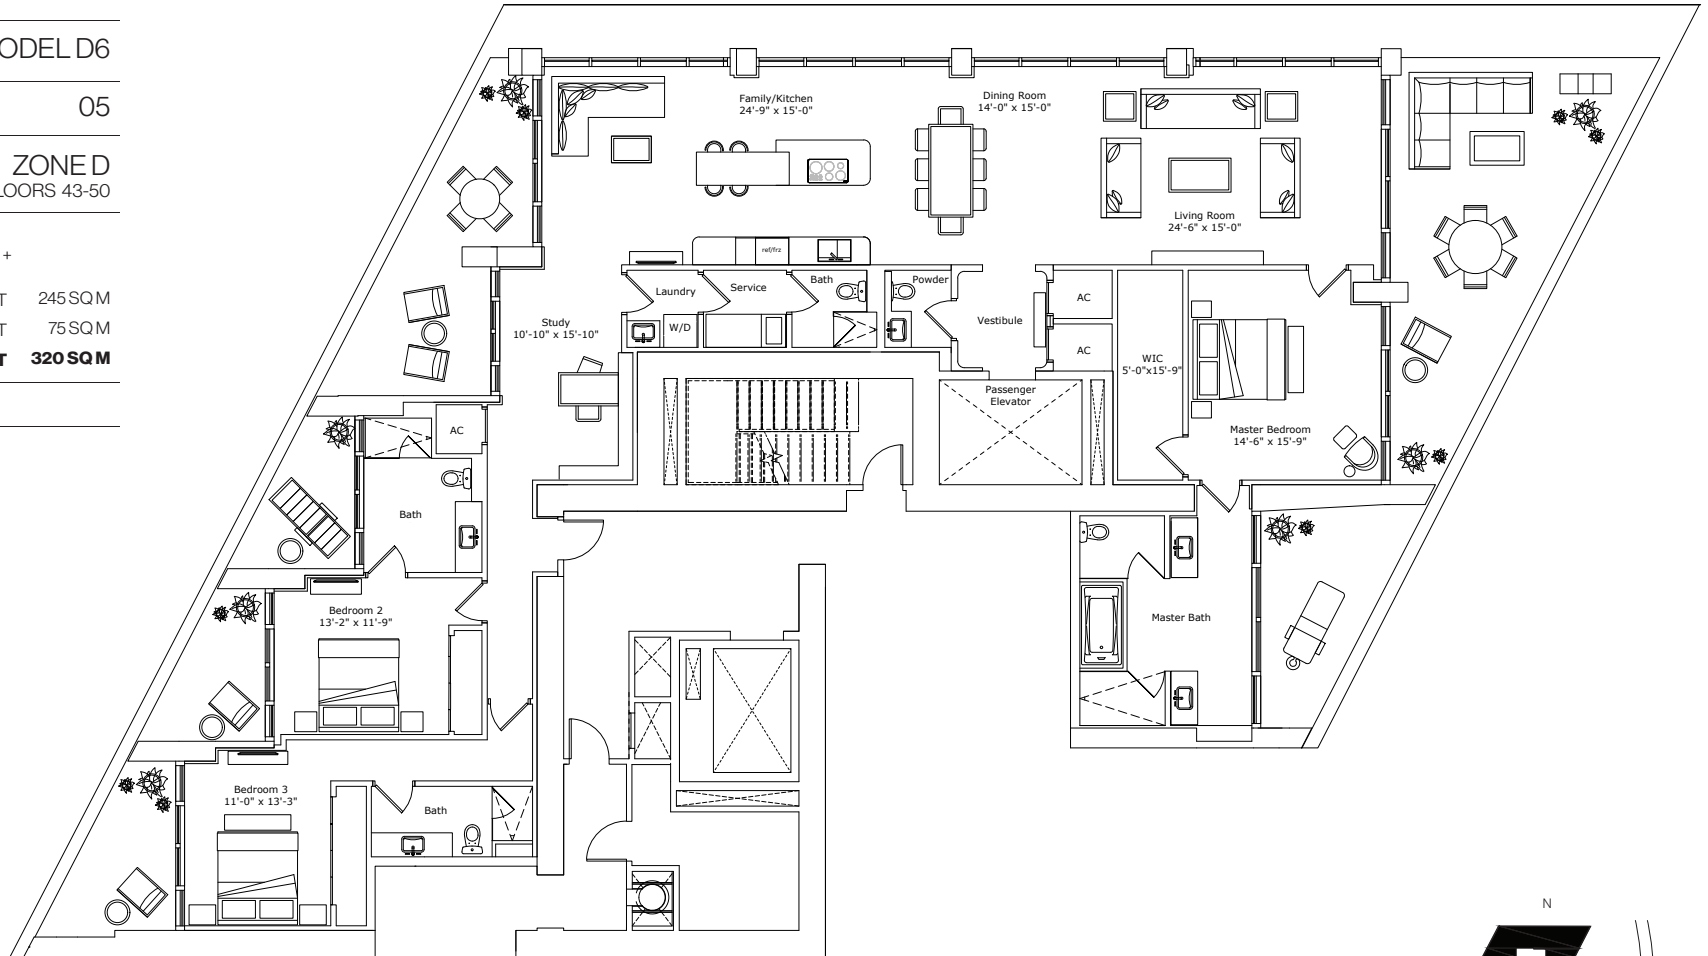 ODEL D6
05
ZONE D
LOORS 43-50
+
T 245 SQ M
T 75 SQ M
T 320 SQ M
Family/Kitchen
24'-9" x 15'-0"
Dining Room
14'-0" x 15'-0"
Living Room
24'-6" x 15'-0"
ref/frz
Laundry
Service
Bath
Powder
W/D
Study
10'-10" x 15'-10"
Vestibule
AC
AC
WIC
5'-0"x15'-9"
Passenger
Elevator
Master Bedroom
14'-6" x 15'-9"
AC
Bath
Bedroom 2
13'-2" x 11'-9"
Master Bath
Bedroom 3
11'-0" x 13'-3"
Bath
N